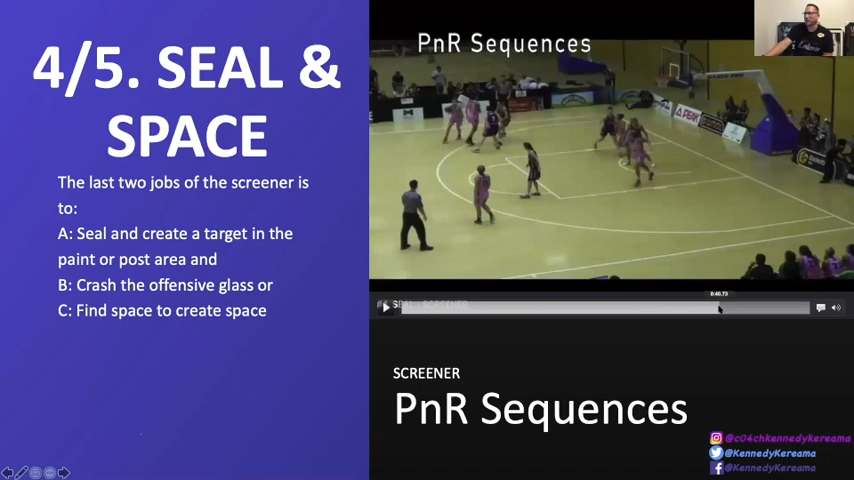 4/5. SEAL &
SPACE
The last two jobs of the screener is
to:
A: Seal and create a target in the
paint or post area and
B: Crash the offensive glass or
C: Find space to create space
PnR Sequences
PEAK
SCREENER
PnR Sequences
@c04chkennedykereama
@KennedyKereama
@KennedyKereama